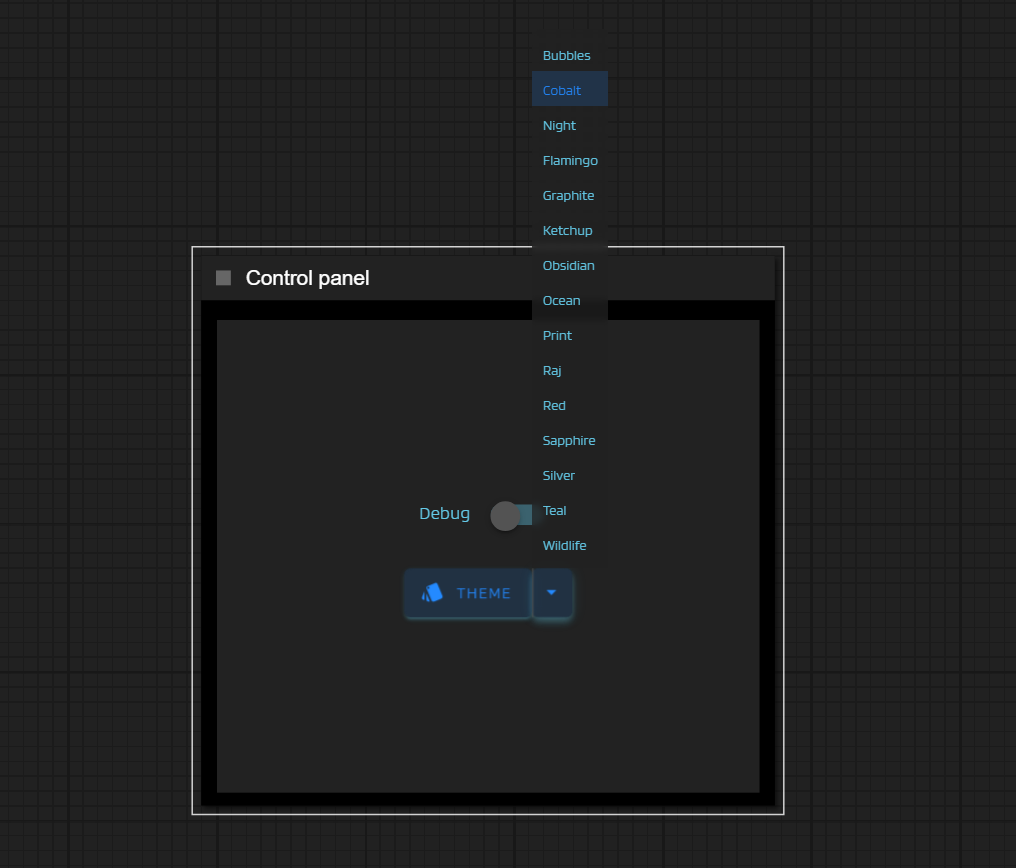 Bubbles
Cobalt
Night
Flamingo
Graphite
Ketchup
Control panel
Obsidian
Ocean
Print
Raj
Red
Sapphire
Silver
Debug
Teal
Wildlife
THEME